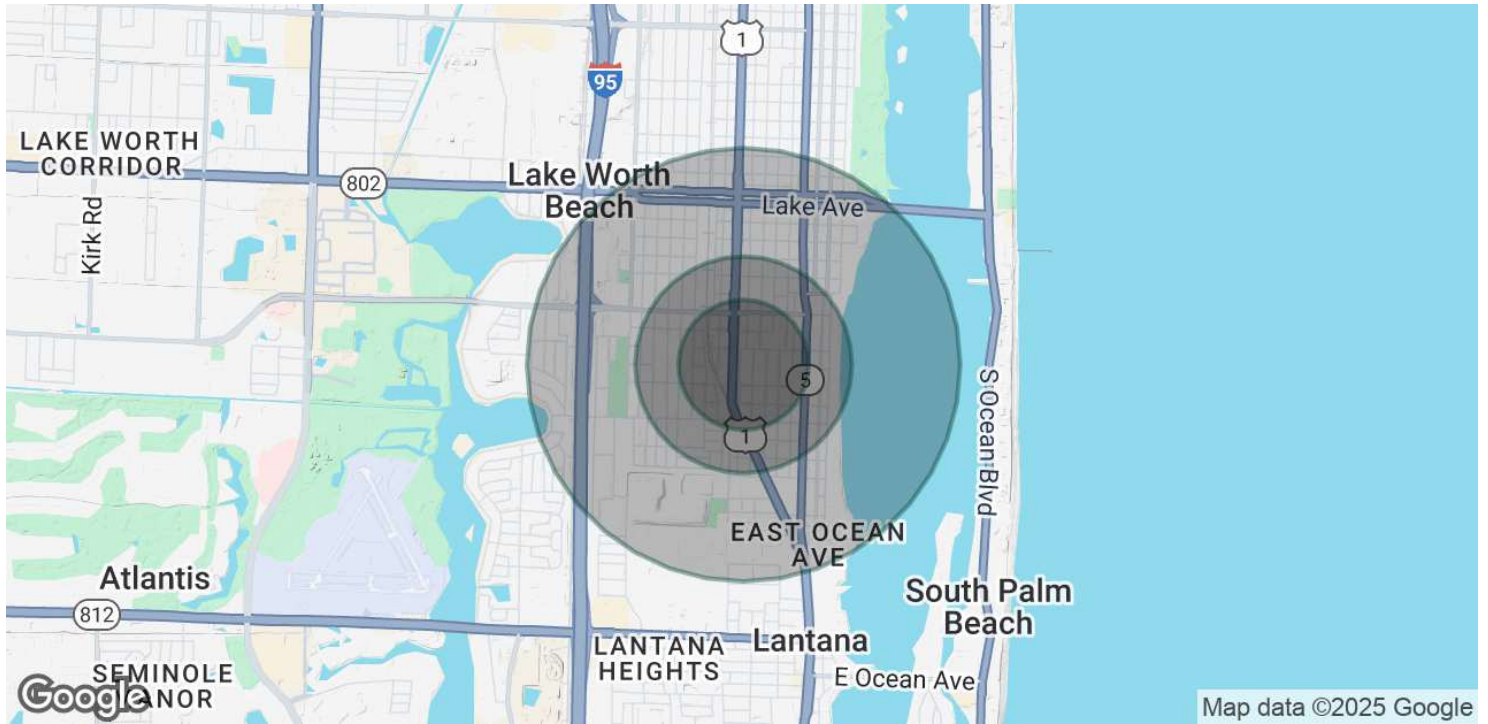 1
95
LAKE WORTH
CORRIDOR
802
Lake Worth
Beach
Lake Ave
Kirk Rd
5
1
S Ocean Blvd
EAST OCEAN
AVE
Atlantis
812
South Palm
Beach
LANTANA
HEIGHTS
Lantana
SEMINOLE
MANOR
E Ocean Ave
Google
Map data ©2025 Google